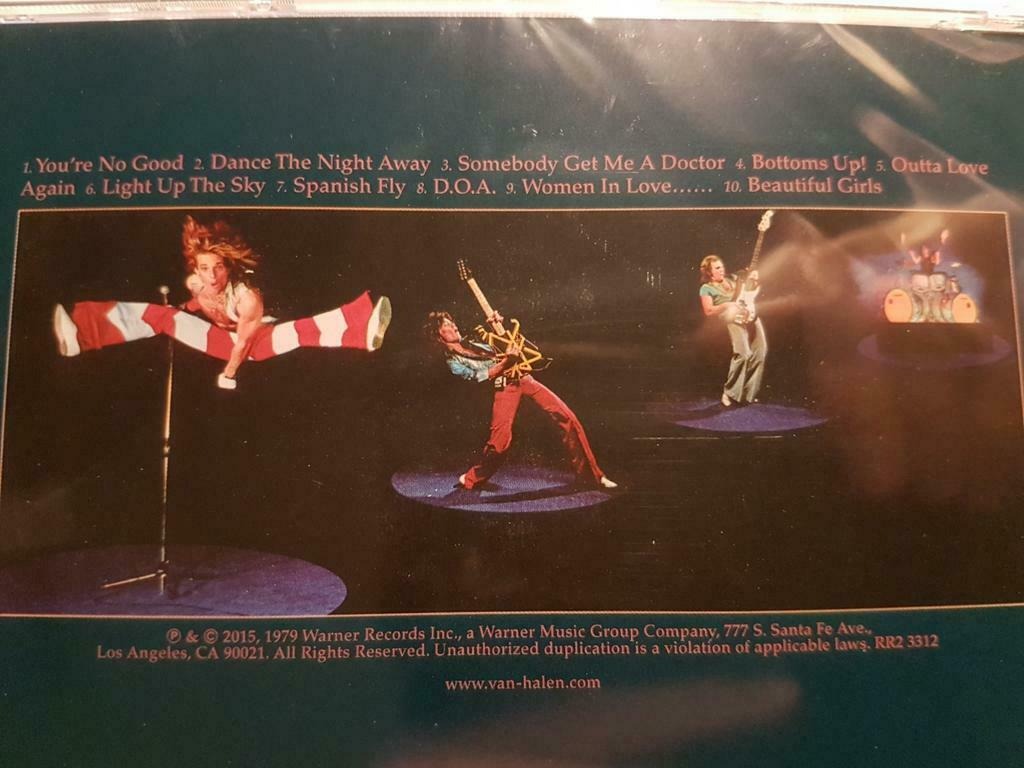 1. You're No Good 2. Dance The Night Away 3. Somebody Get Me A Doctor 4. Bottoms Up! 5. Outta Love
Again 6. Light Up The Sky 7. Spanish Fly 8. D.O.A. 9. Women In Love...... 10. Beautiful Girls
℗ & © 2015, 1979 Warner Records Inc., a Warner Music Group Company, 777 S. Santa Fe Ave.,
Los Angeles, CA 90021. All Rights Reserved. Unauthorized duplication is a violation of applicable laws. RR2 3312
www.van-halen.com